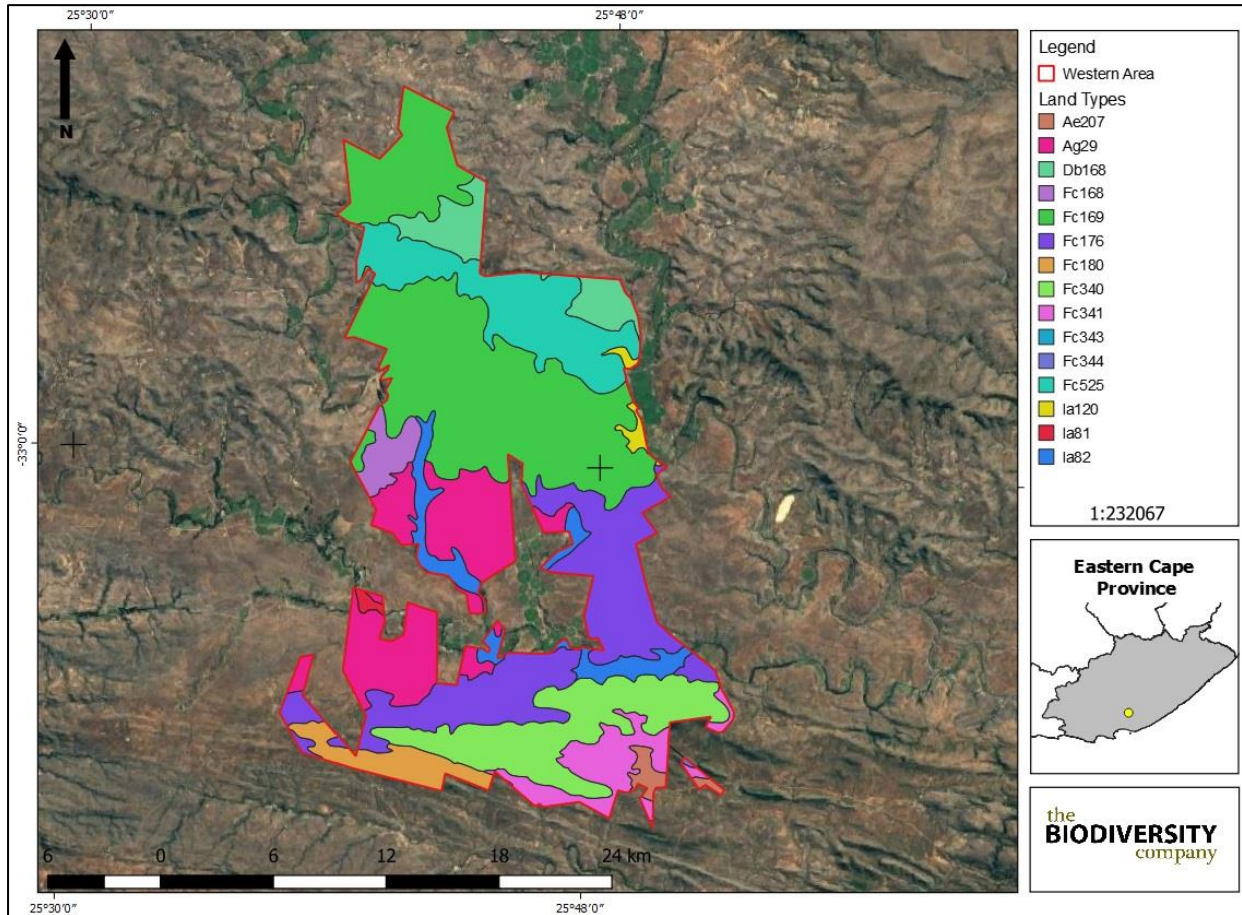 25°30'0"
25°48'0"
N
-33°0'0"
6
0
6
12
18
24 km
25°30'0"
25°48'0"
Legend
Western Area
Land Types
Ae207
Ag29
Db168
Fc168
Fc169
Fc176
Fc180
Fc340
Fc341
Fc343
Fc344
Fc525
Ia120
Ia81
Ia82
1:232067
Eastern Cape
Province
the
BIODIVERSITY
company